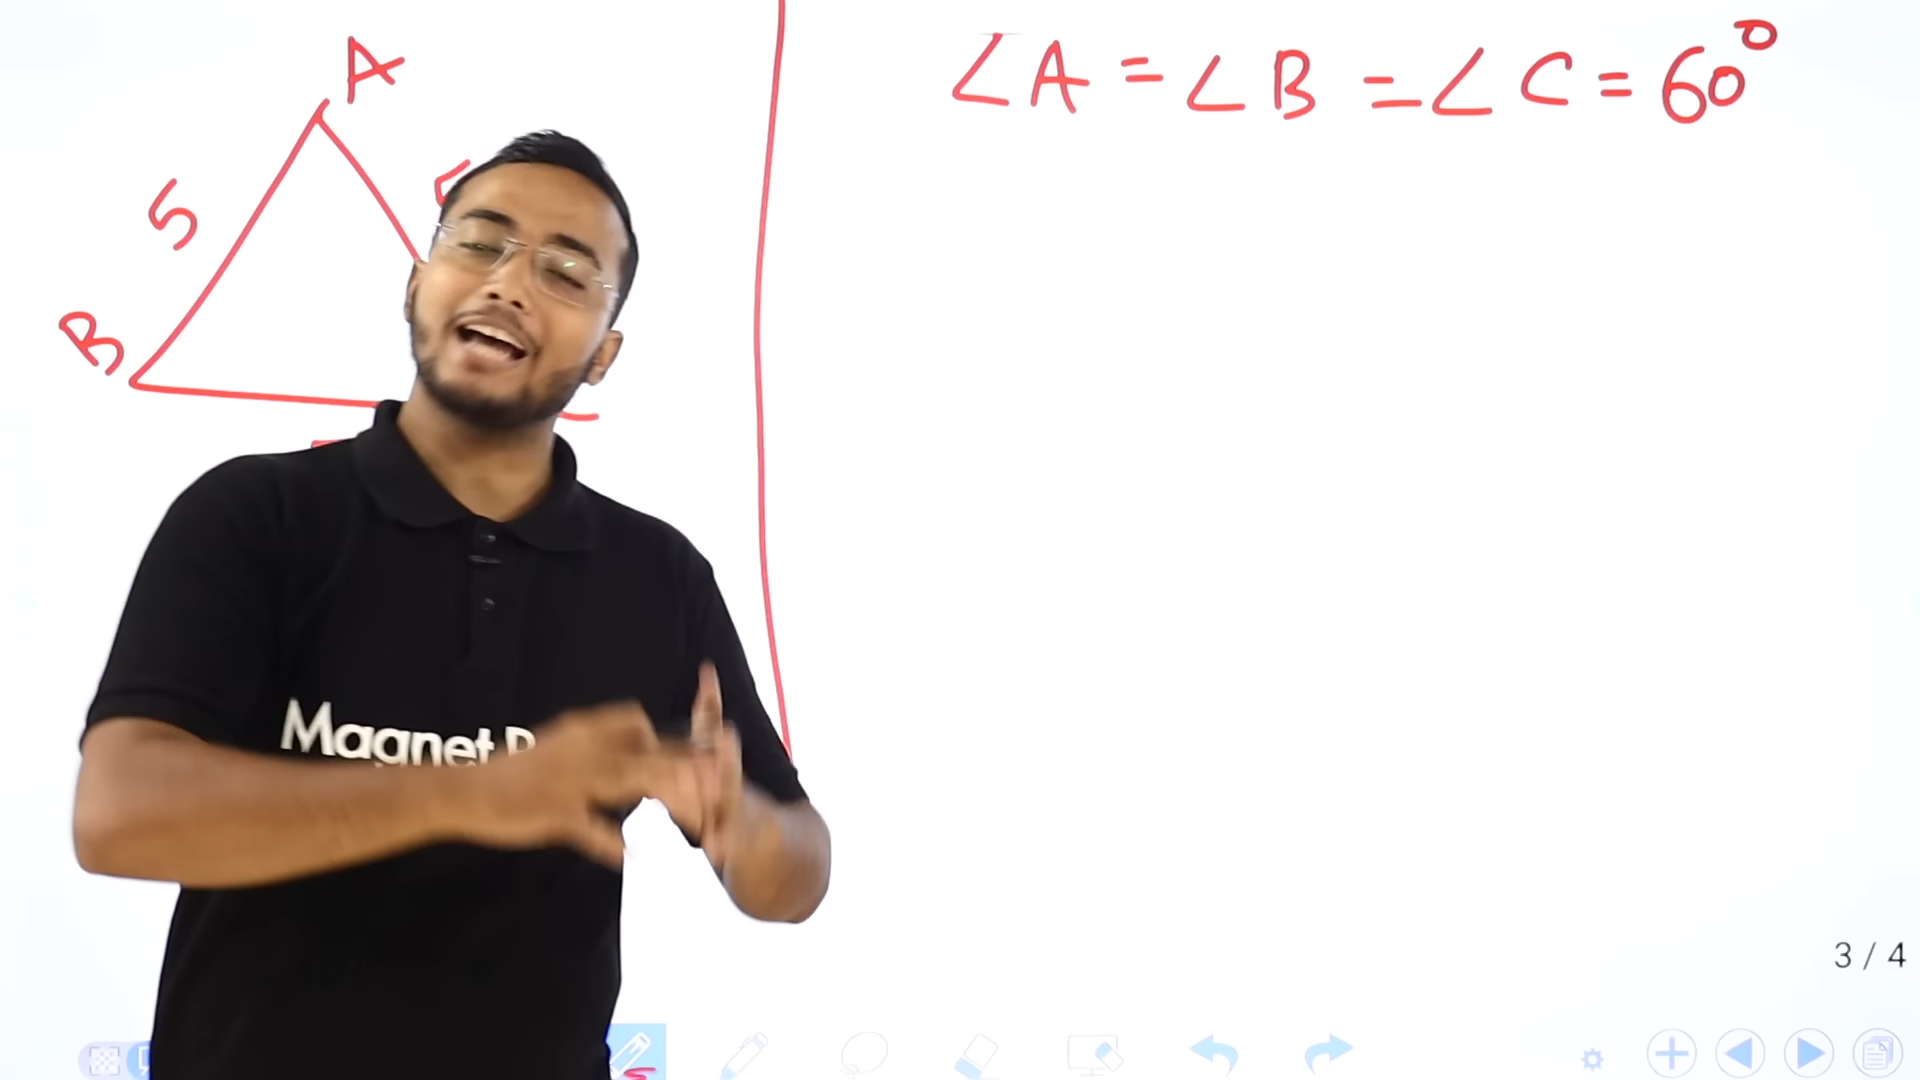 A
∠A = ∠B = ∠C = 60°
5
B
Magnet
3 / 4